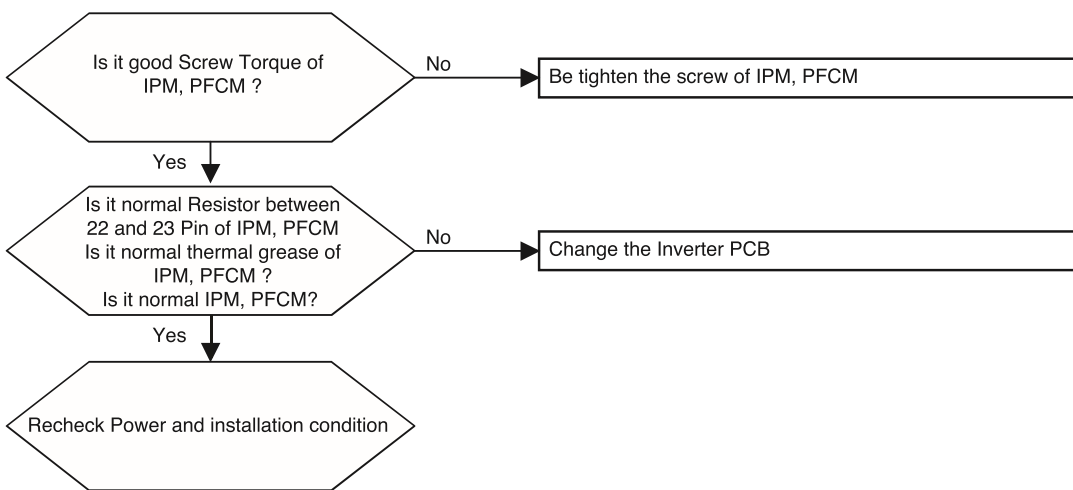 Is it good Screw Torque of
IPM, PFCM ?
No
Be tighten the screw of IPM, PFCM
Yes
Is it normal Resistor between
22 and 23 Pin of IPM, PFCM
Is it normal thermal grease of
IPM, PFCM ?
Is it normal IPM, PFCM?
No
Change the Inverter PCB
Yes
Recheck Power and installation condition